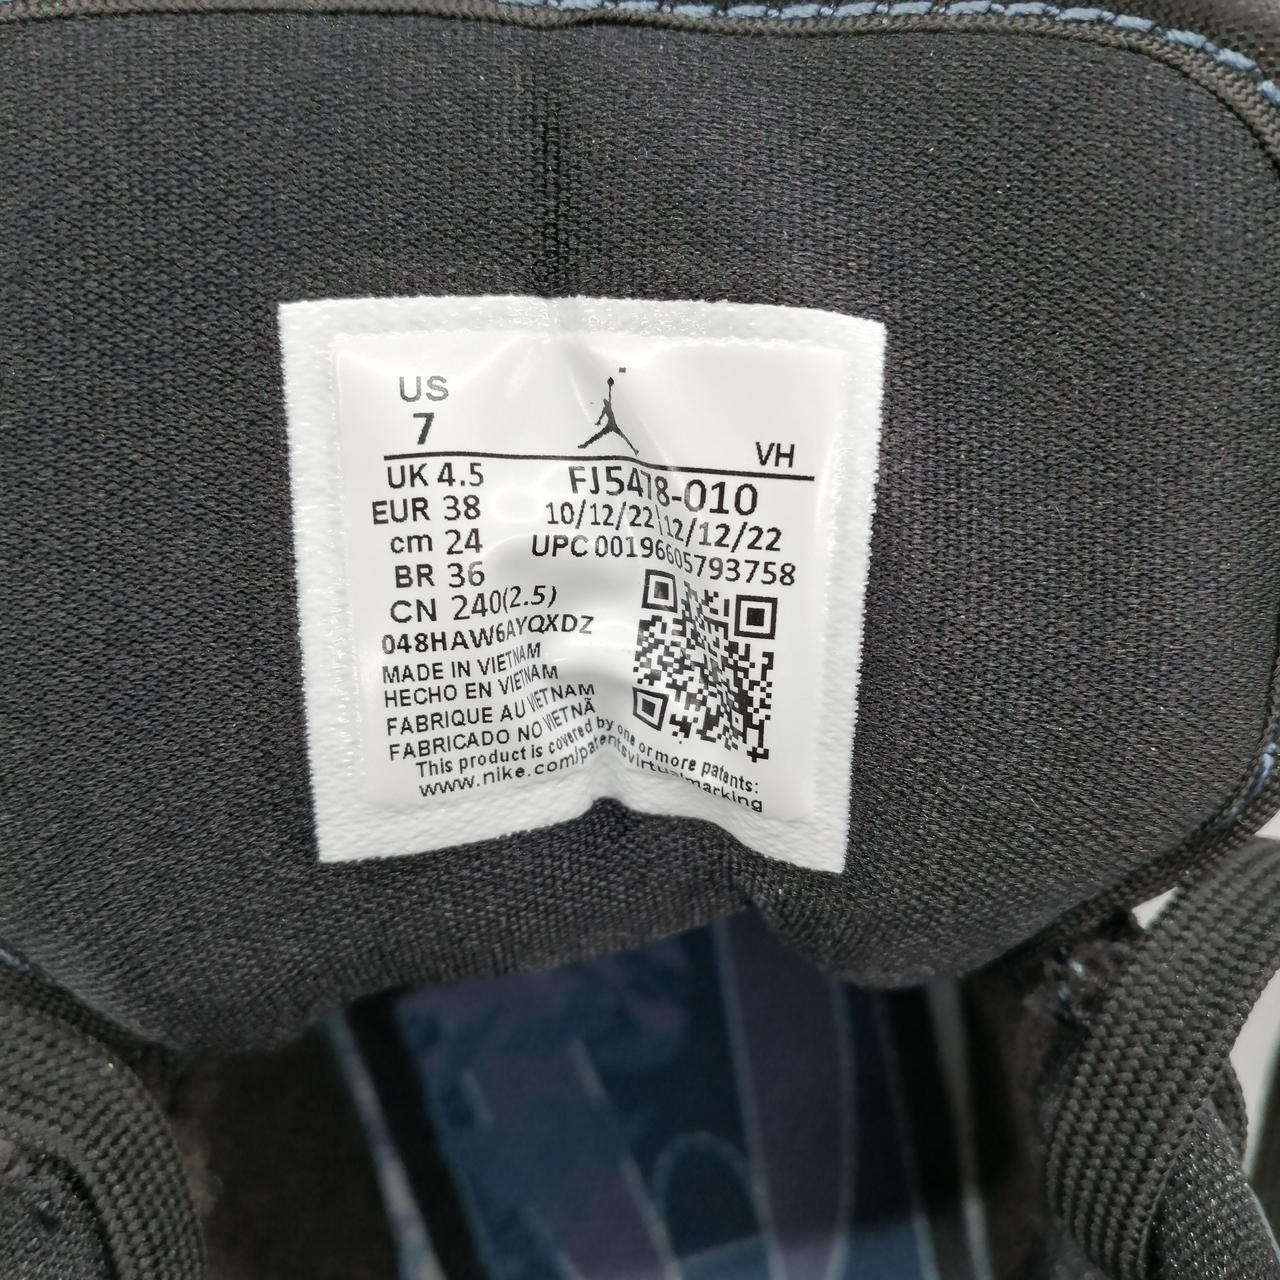 US
7
VH
UK 4.5
EUR 38
cm 24
BR 36
CN 240(2.5)
FJ5478-010
10/12/22 12/12/22
UPC 00196605793758
048HAW6AYQXDZ
MADE IN VIETNAM
HECHO EN VIETNAM
FABRIQUE AU VIETNAM
FABRICADO NO VIETNÃ
This product is covered by one or more patents:
www.nike.com/patentsvirtualmarking